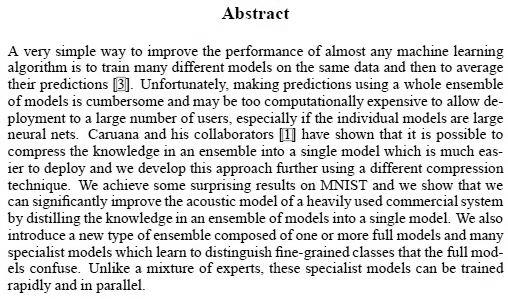 Abstract
A very simple way to improve the performance of almost any machine learning
algorithm is to train many different models on the same data and then to average
their predictions [3]. Unfortunately, making predictions using a whole ensemble
of models is cumbersome and may be too computationally expensive to allow de-
ployment to a large number of users, especially if the individual models are large
neural nets. Caruana and his collaborators [1] have shown that it is possible to
compress the knowledge in an ensemble into a single model which is much eas-
ier to deploy and we develop this approach further using a different compression
technique. We achieve some surprising results on MNIST and we show that we
can significantly improve the acoustic model of a heavily used commercial system
by distilling the knowledge in an ensemble of models into a single model. We also
introduce a new type of ensemble composed of one or more full models and many
specialist models which learn to distinguish fine-grained classes that the full mod-
els confuse. Unlike a mixture of experts, these specialist models can be trained
rapidly and in parallel.